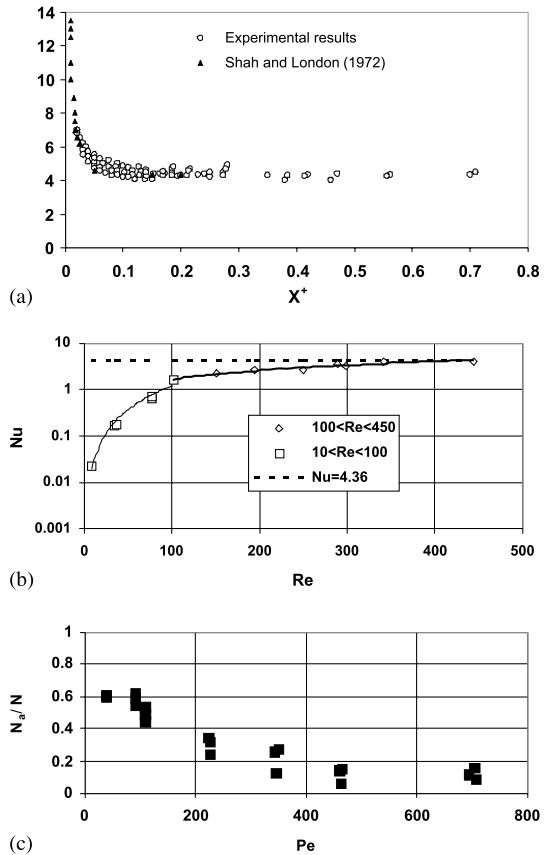 14
12
10
8
6
4
2
0
Experimental results
Shah and London (1972)
0 0.1 0.2 0.3 0.4 0.5 0.6 0.7 0.8
(a)
X+
10
1
0.1
0.01
0.001
Nu
100<Re<450
10<Re<100
Nu=4.36
0 100 200 300 400 500
(b)
Re
1
0.8
0.6
0.4
0.2
0
Na/ N
0 200 400 600 800
(c)
Pe